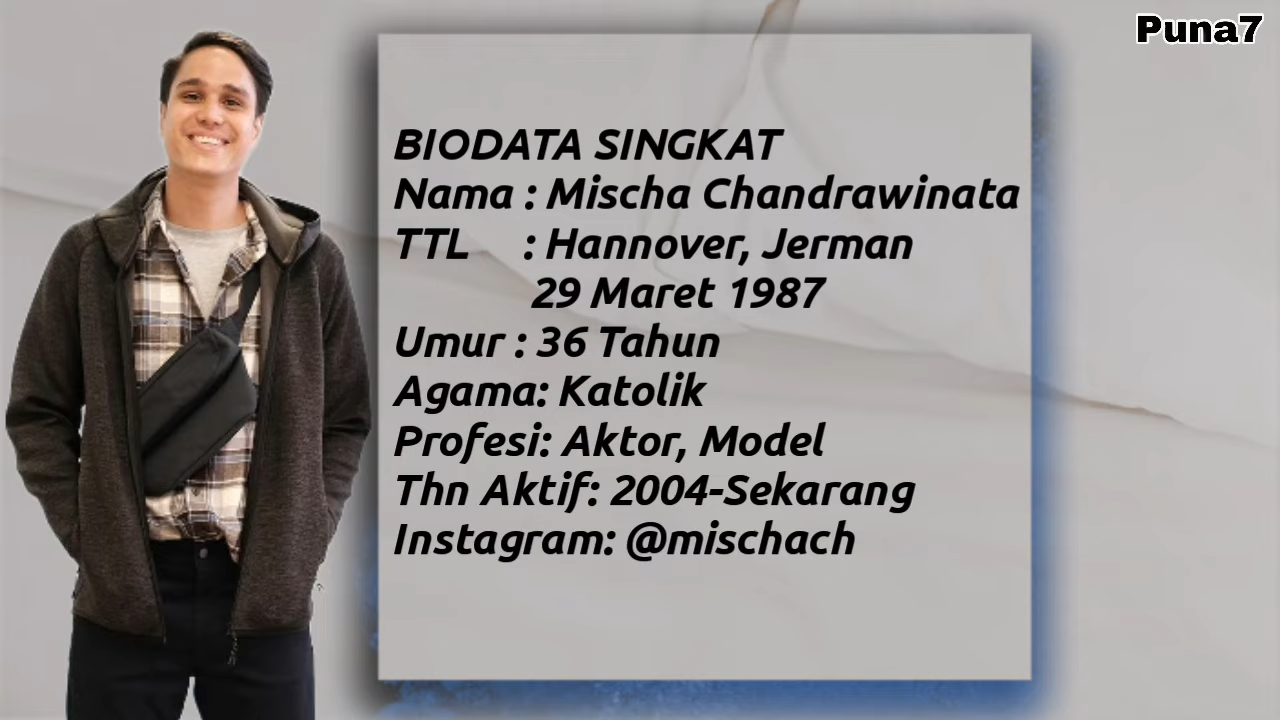 Puna7
BIODATA SINGKAT
Nama : Mischa Chandrawinata
TTL : Hannover, Jerman
29 Maret 1987
Umur : 36 Tahun
Agama: Katolik
Profesi: Aktor, Model
Thn Aktif: 2004-Sekarang
Instagram: @mischach